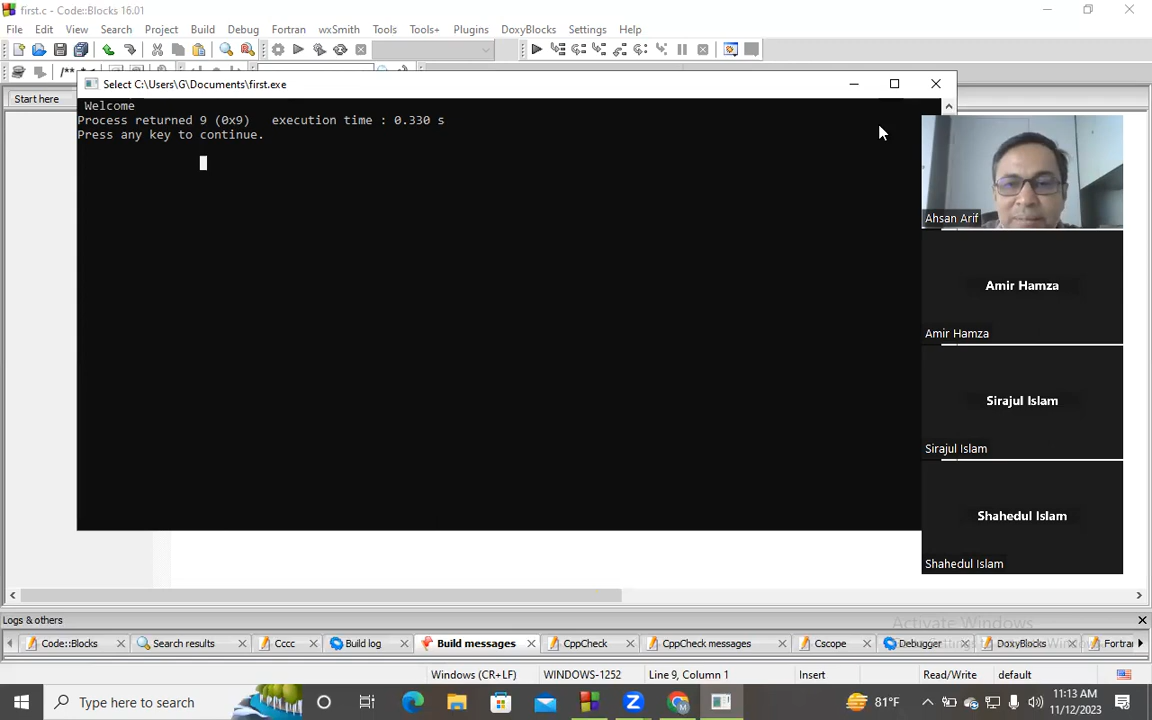 first.c - Code::Blocks 16.01
File Edit View Search Project Build Debug Fortran wxSmith Tools Tools+ Plugins DoxyBlocks Settings Help
Start here
Select C:\Users\G\Documents\first.exe
Welcome
Process returned 9 (0x9) execution time : 0.330 s
Press any key to continue.
Ahsan Arif
Amir Hamza
Amir Hamza
Sirajul Islam
Sirajul Islam
Shahedul Islam
Shahedul Islam
Logs & others
Activate Windows
Code::Blocks Search results Cccc Build log Build messages CppCheck CppCheck messages Cscope Debugger DoxyBlocks Fortra
Windows (CR+LF) WINDOWS-1252 Line 9, Column 1 Insert Read/Write default
Type here to search
81°F
11:13 AM
11/12/2023